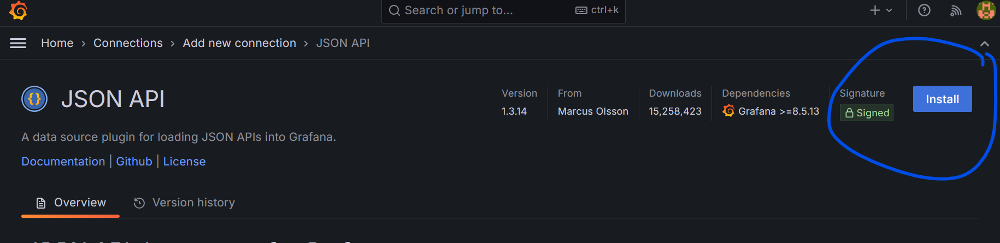 Search or jump to... ctrl+k
Home › Connections › Add new connection › JSON API
{} JSON API
Version From Downloads Dependencies Signature
1.3.14 Marcus Olsson 15,258,423 Grafana >=8.5.13 Signed
Install
A data source plugin for loading JSON APIs into Grafana.
Documentation | Github | License
Overview Version history